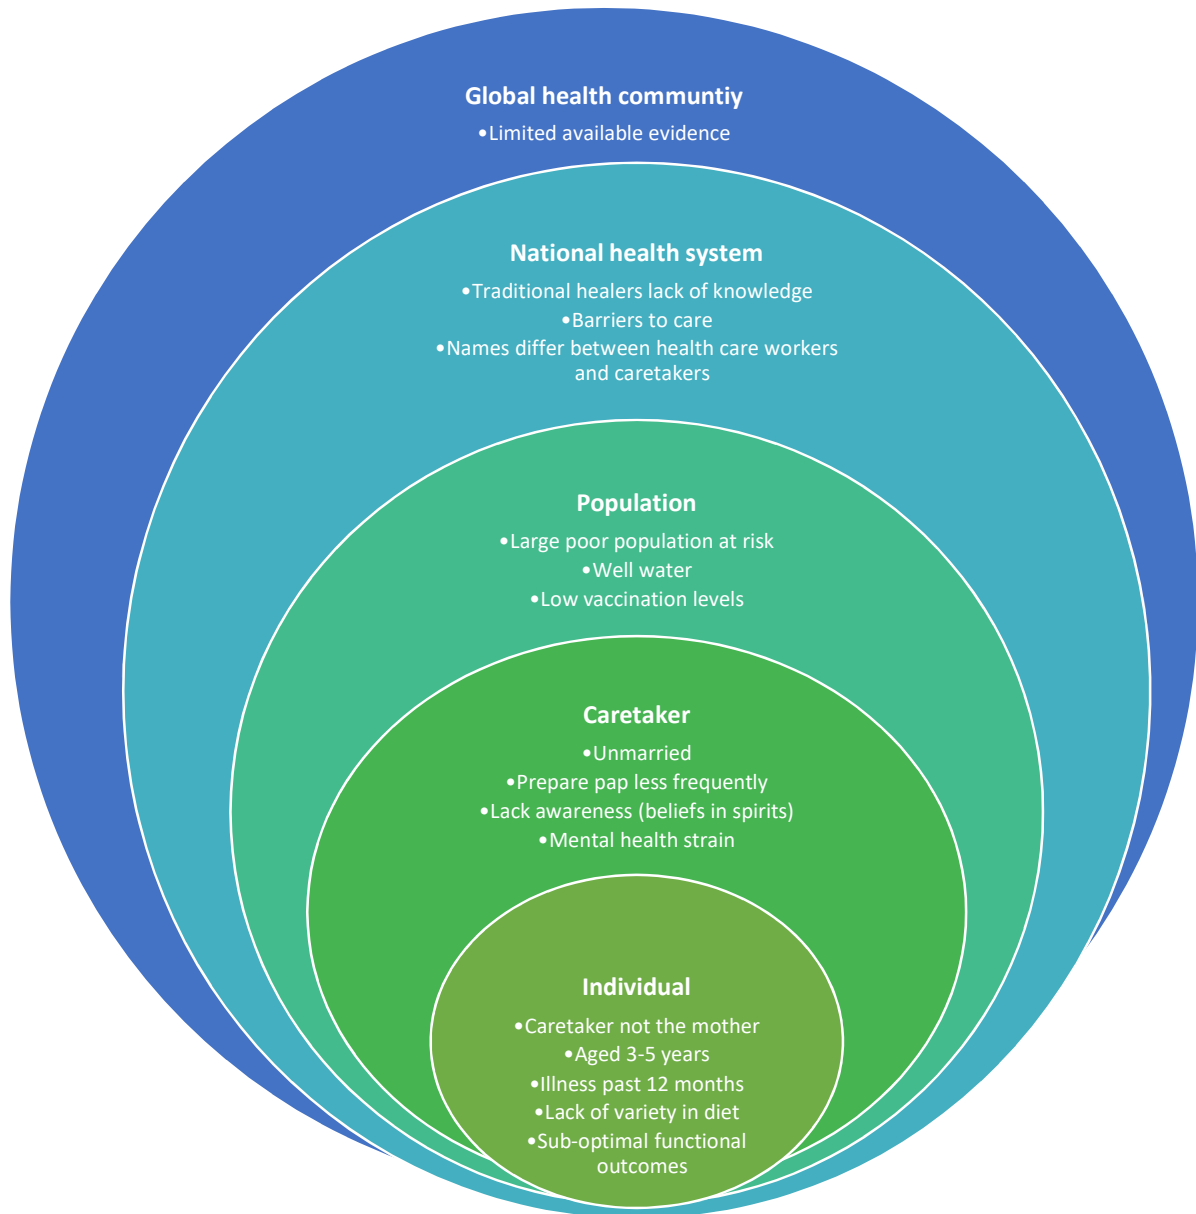 Global health communtiy
•Limited available evidence
National health system
•Traditional healers lack of knowledge
•Barriers to care
•Names differ between health care workers
and caretakers
Population
•Large poor population at risk
•Well water
•Low vaccination levels
Caretaker
•Unmarried
•Prepare pap less frequently
•Lack awareness (beliefs in spirits)
•Mental health strain
Individual
•Caretaker not the mother
•Aged 3-5 years
•Illness past 12 months
•Lack of variety in diet
•Sub-optimal functional
outcomes